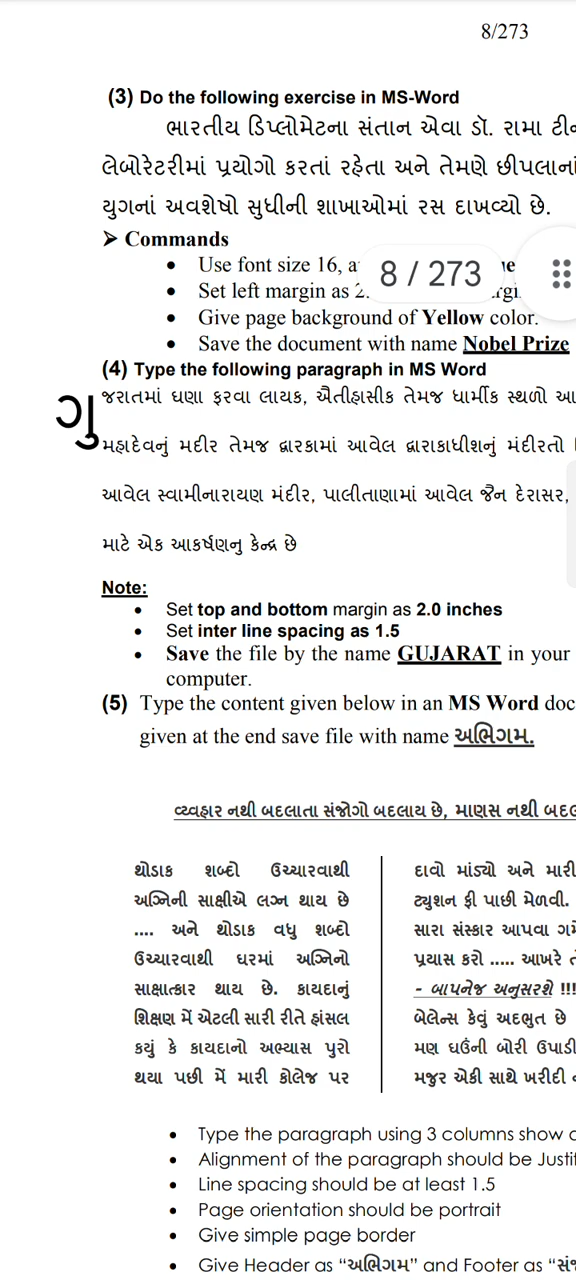 8/273
(3) Do the following exercise in MS-Word
ભારતીય ડિપ્લોમેટના સંતાન એવા ડૉ. રામા
લેબોરેટરીમાં પ્રયોગો કરતાં રહેતા અને તેમણે છીપલાનાં
યુગનાં અવશેષો સુધીની શાખાઓમાં રસ દાખવ્યો છે.
➤ Commands
• Use font size 16,
8 / 273
• Set left margin as
• Give page background of Yellow color.
• Save the document with name Nobel Prize
(4) Type the following paragraph in MS Word
ગુજરાતમાં ઘણા ફરવા લાયક, ઐતીહાસીક તેમજ ધાર્મીક સ્થળો
મહાદેવનું મદીર તેમજ દ્વારકામાં આવેલ દ્વારાકાધીશનું મંદીરતો
આવેલ સ્વામીનારાયણ મંદીર, પાલીતાણામાં આવેલ જૈન દેરાસર,
માટે એક આકર્ષણનુ કેન્દ્ર છે
Note:
• Set top and bottom margin as 2.0 inches
• Set inter line spacing as 1.5
• Save the file by the name GUJARAT in your
computer.
(5) Type the content given below in an MS Word
given at the end save file with name અભિગમ.
વ્યવહાર નથી બદલાતા સંજોગો બદલાય છે, માણસ નથી
થોડાક શબ્દો ઉચ્ચારવાથી
અગ્નિની સાક્ષીએ લગ્ન થાય છે
.... અને થોડાક વધુ શબ્દો
ઉચ્ચારવાથી ઘરમાં અગ્નિનો
સાક્ષાત્કાર થાય છે. કાયદાનું
શિક્ષણ મેં એટલી સારી રીતે હાંસલ
કયું કે કાયદાનો અભ્યાસ પુરો
થયા પછી મેં મારી કોલેજ પર
દાવો માંડ્યો અને મારી
ટ્યુશન ફી પાછી મેળવી.
સારા સંસ્કાર આપવા
પ્રયાસ કરો ..... આખરે
- બાપનેજ અનુસરશે !!!
બેલેન્સ કેવું અદભુત છે
મણ ઘઉંની બોરી ઉપાડી
મજુર એકી સાથે ખરીદી
• Type the paragraph using 3 columns show
• Alignment of the paragraph should be
• Line spacing should be at least 1.5
• Page orientation should be portrait
• Give simple page border
• Give Header as “અભિગમ” and Footer as